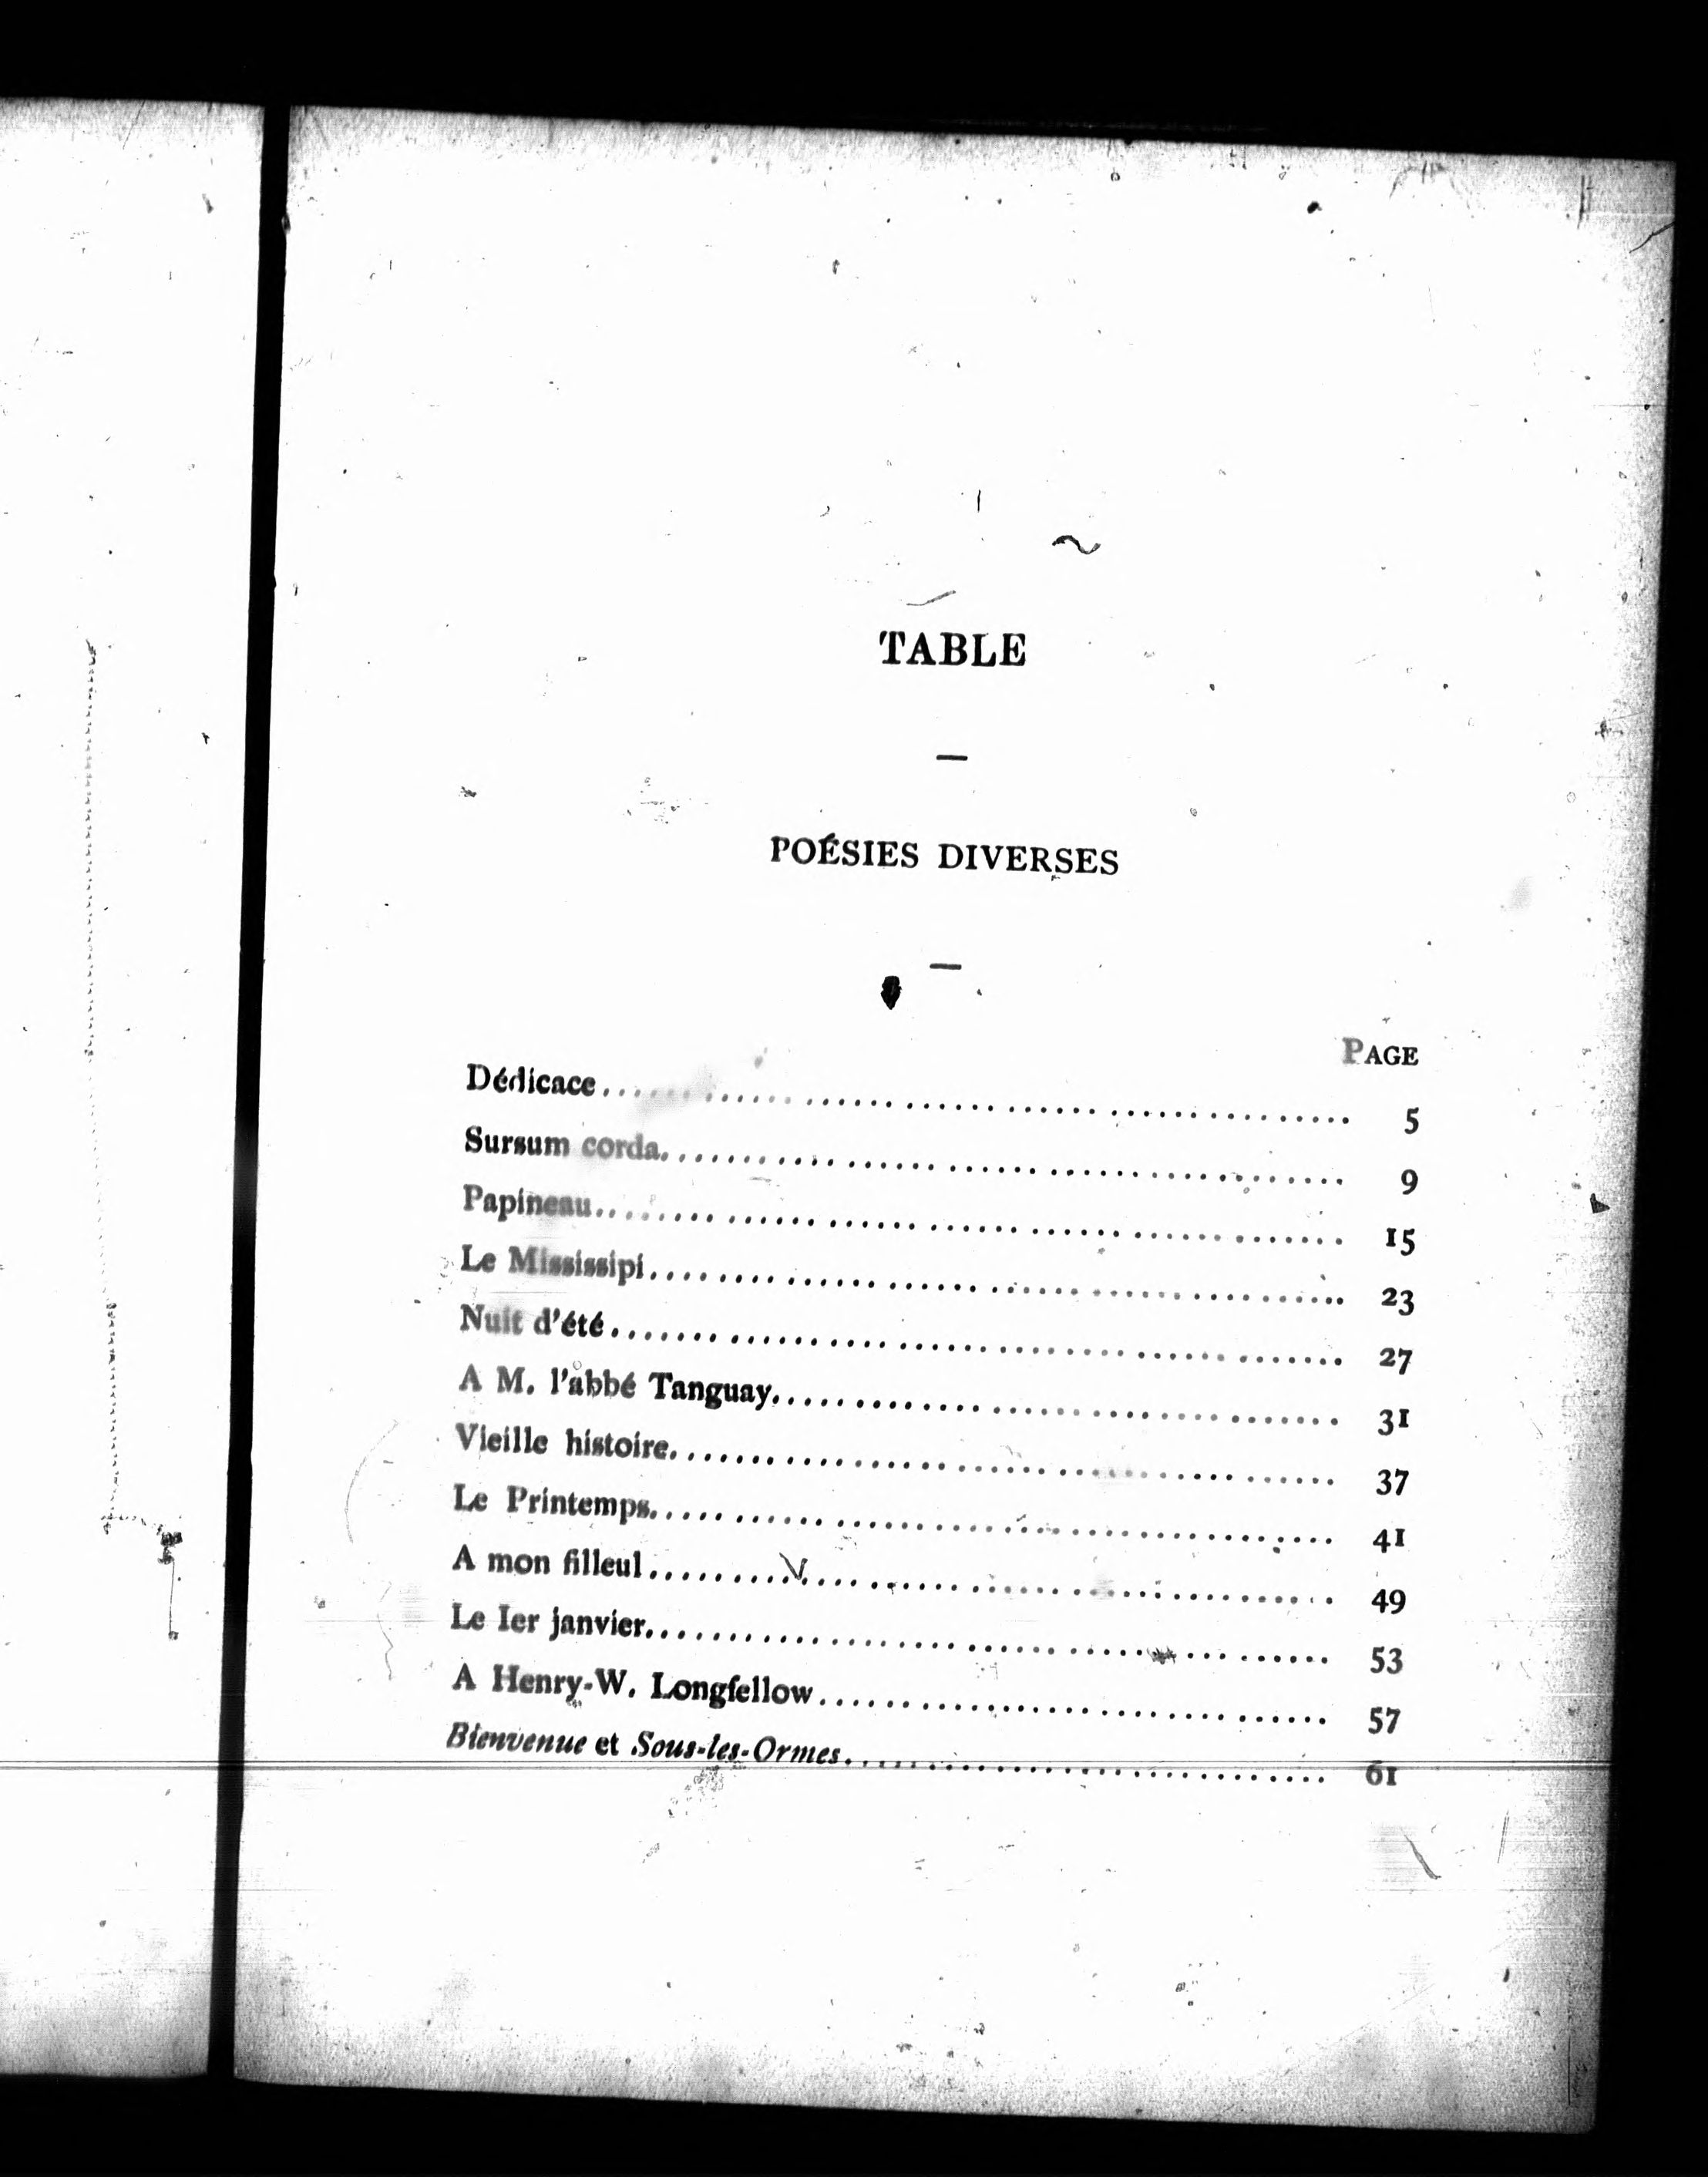 TABLE
POÉSIES DIVERSES
PAGE
Dédicace.................................................. 5
Sursum corda.............................................. 9
Papineau.................................................. 15
Le Mississipi............................................. 23
Nuit d'été................................................ 27
A M. l'abbé Tanguay....................................... 31
Vieille histoire.......................................... 37
Le Printemps.............................................. 41
A mon filleul............................................. 49
Le Ier janvier............................................ 53
A Henry-W. Longfellow..................................... 57
Bienvenue et Sous-les-Ormes............................... 61